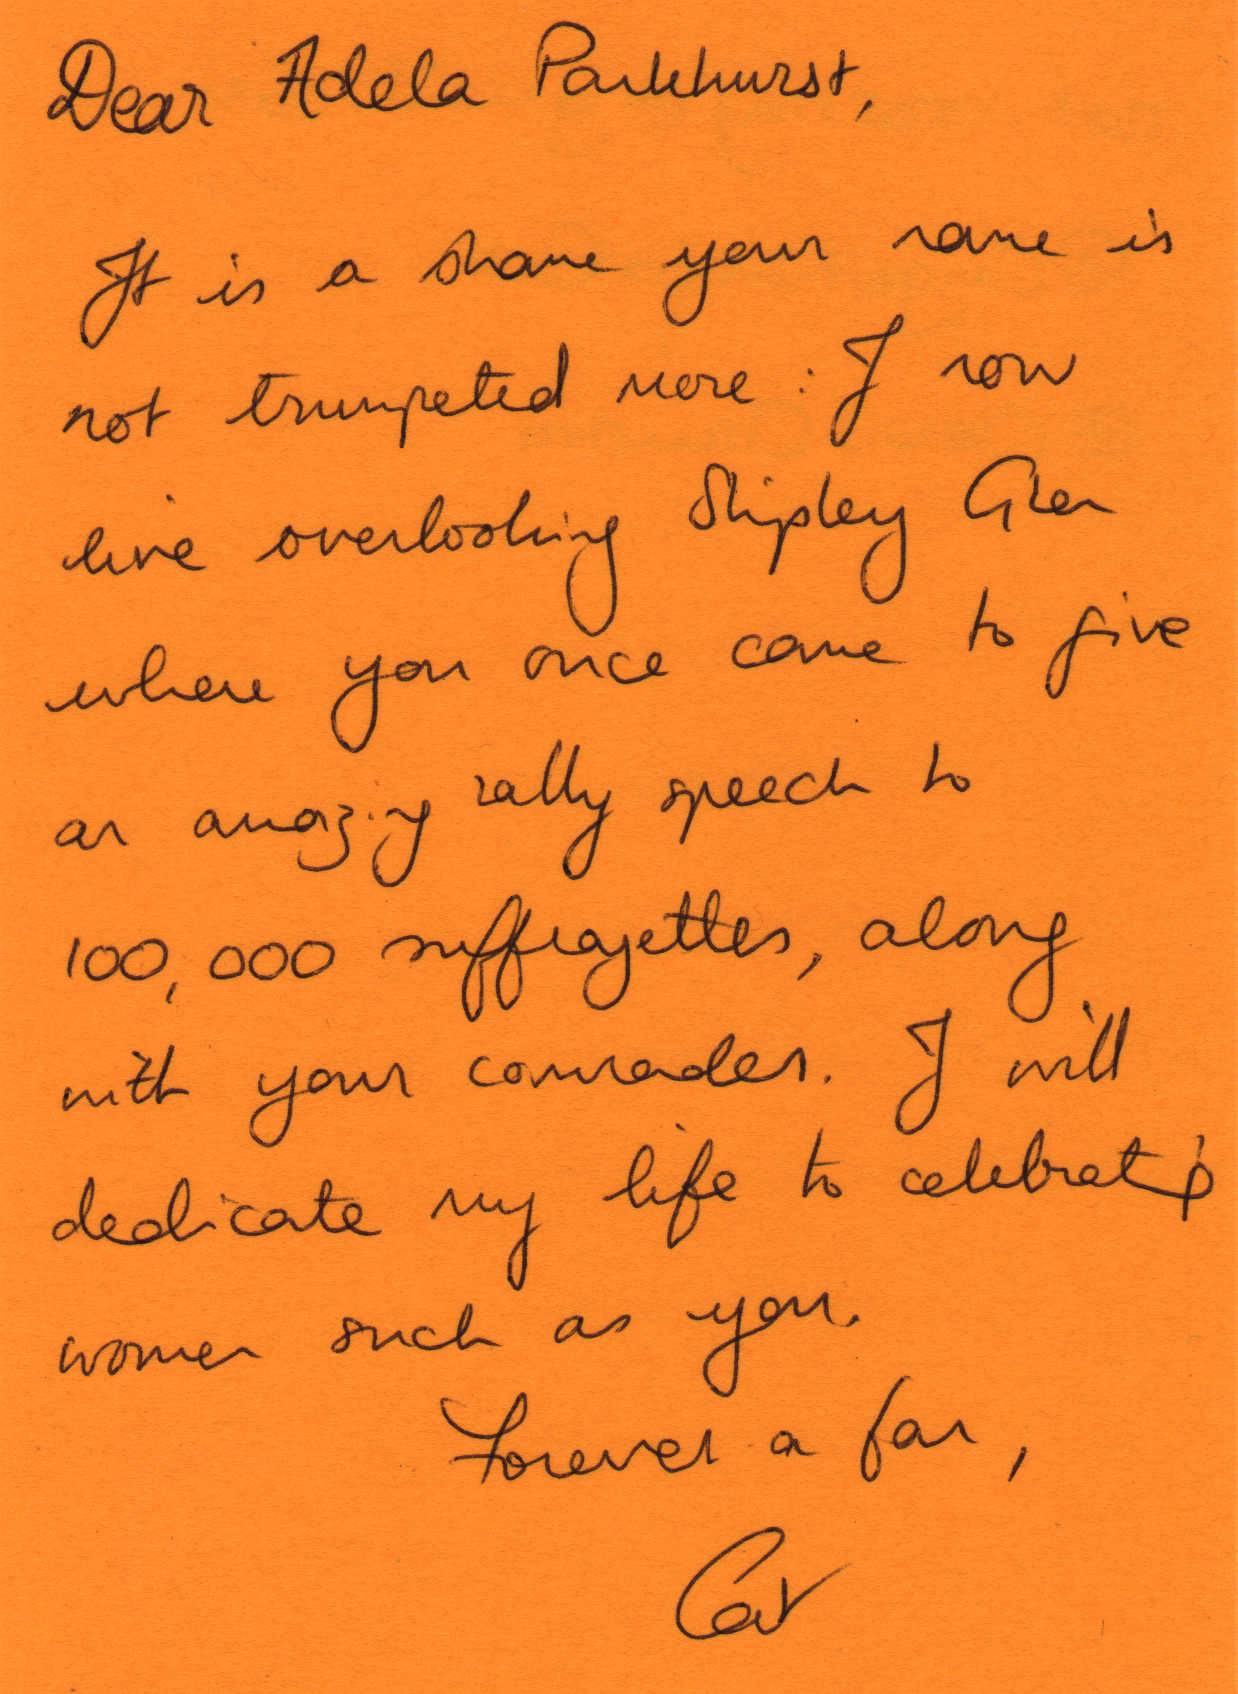 Dear Adela Pankhurst,
It is a shame your name is
not trumpeted more : I now
live overlooking Shipley Glen
where you once came to give
an amazing rally speech to
100,000 suffragettes, along
with your comrades. I will
dedicate my life to celebrating
women such as you.
Forever a fan,
Cat